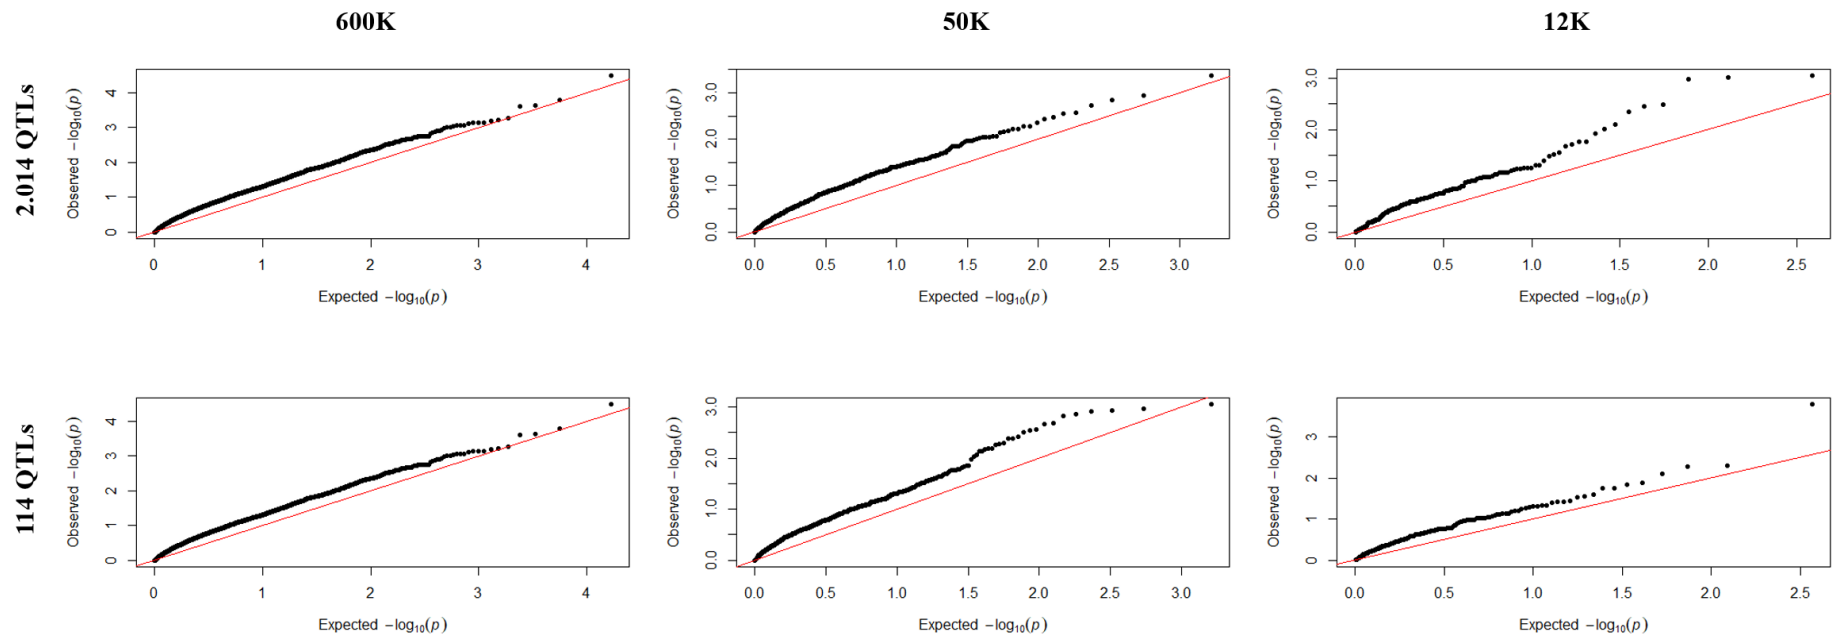 600K 50K 12K
2.014 QTLs
Observed −log10(p)
0 1 2 3 4
0 1 2 3 4
Expected −log10(p)
Observed −log10(p)
0.0 1.0 2.0 3.0
0.0 0.5 1.0 1.5 2.0 2.5 3.0
Expected −log10(p)
Observed −log10(p)
0.0 1.0 2.0 3.0
0.0 0.5 1.0 1.5 2.0 2.5
Expected −log10(p)
114 QTLs
Observed −log10(p)
0 1 2 3 4
0 1 2 3 4
Expected −log10(p)
Observed −log10(p)
0.0 1.0 2.0 3.0
0.0 0.5 1.0 1.5 2.0 2.5 3.0
Expected −log10(p)
Observed −log10(p)
0 1 2 3
0.0 0.5 1.0 1.5 2.0 2.5
Expected −log10(p)